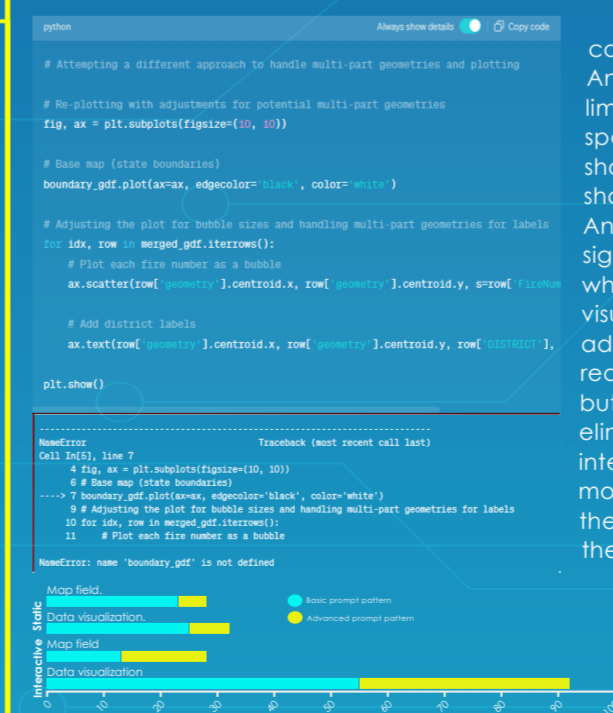 python
Always show details
Copy code
# Attempting a different approach to handle multi-part geometries and plotting
# Re-plotting with adjustments for potential multi-part geometries
fig, ax = plt.subplots(figsize=(10, 10))
# Base map (state boundaries)
boundary_gdf.plot(ax=ax, edgecolor='black', color='white')
# Adjusting the plot for bubble sizes and handling multi-part geometries for labels
for idx, row in merged_gdf.iterrows():
# Plot each fire number as a bubble
ax.scatter(row['geometry'].centroid.x, row['geometry'].centroid.y, s=row['FireNum
# Add district labels
ax.text(row['geometry'].centroid.x, row['geometry'].centroid.y, row['DISTRICT'],
plt.show()
---------------------------------------------------------------------------
NameError Traceback (most recent call last)
Cell In[5], line 7
4 fig, ax = plt.subplots(figsize=(10, 10))
6 # Base map (state boundaries)
----> 7 boundary_gdf.plot(ax=ax, edgecolor='black', color='white')
9 # Adjusting the plot for bubble sizes and handling multi-part geometries for labels
10 for idx, row in merged_gdf.iterrows():
11 # Plot each fire number as a bubble
NameError: name 'boundary_gdf' is not defined
Interactive Static
Map field.
Data visualization.
Map field
Data visualization
Basic prompt pattern
Advanced prompt pattern
0 10 20 30 40 50 60 70 80 90